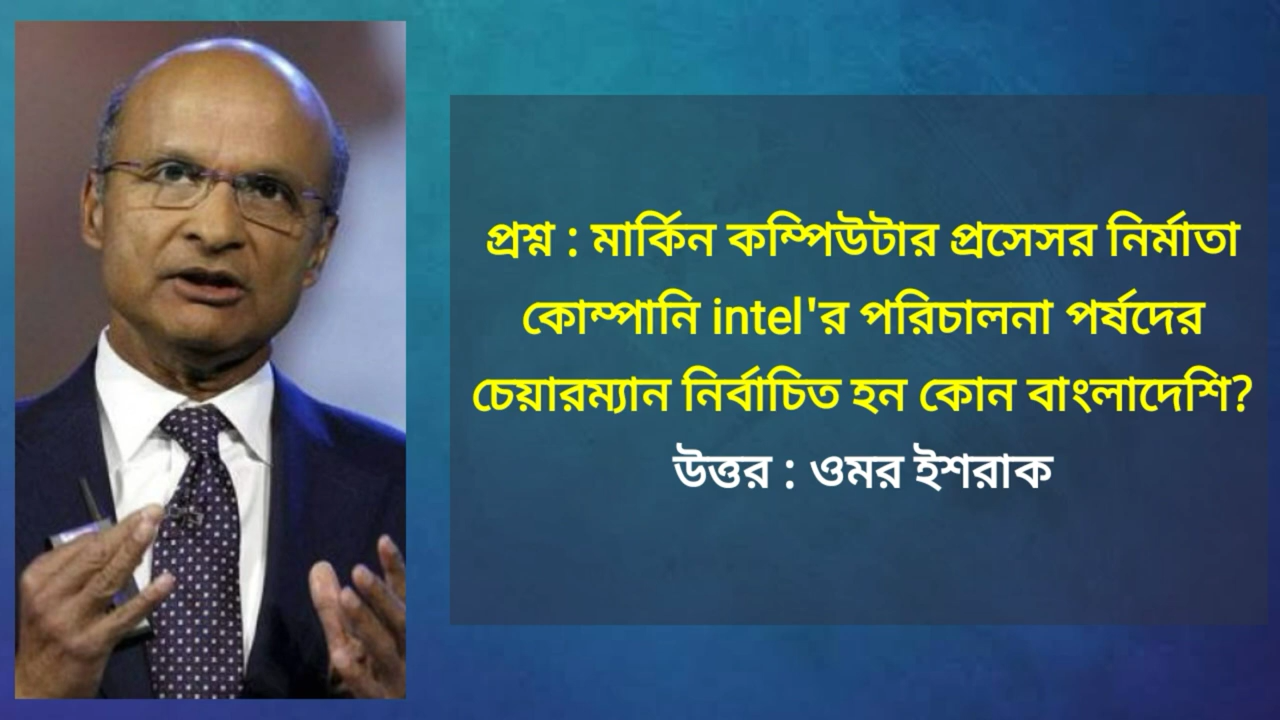 প্রশ্ন : মার্কিন কম্পিউটার প্রসেসর নির্মাতা
কোম্পানি intel'র পরিচালনা পর্ষদের
চেয়ারম্যান নির্বাচিত হন কোন বাংলাদেশি?
উত্তর : ওমর ইশরাক